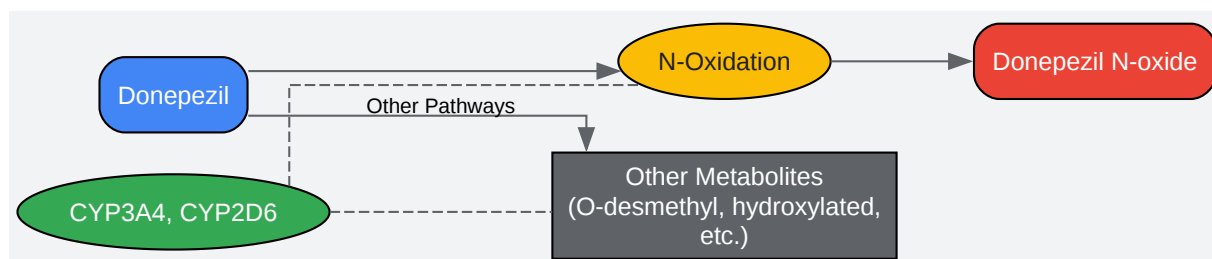 N-Oxidation
Donepezil N-oxide
Donepezil
Other Pathways
Other Metabolites
(O-desmethyl, hydroxylated,
etc.)
CYP3A4, CYP2D6